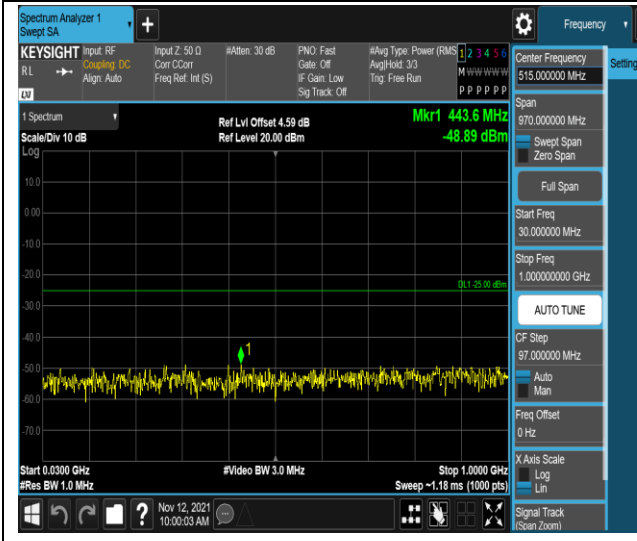 Spectrum Analyzer 1
Swept SA
+
Frequency
KEYSIGHT
RL
LXI
Input: RF
Coupling: DC
Align: Auto
Input Z: 50 Ω
Corr CCorr
Freq Ref: Int (S)
#Atten: 30 dB
PNO: Fast
Gate: Off
IF Gain: Low
Sig Track: Off
#Avg Type: Power (RMS
Avg|Hold: 3/3
Trig: Free Run
1 2 3 4 5 6
M W W W W W
P P P P P P
1 Spectrum
Scale/Div 10 dB
Log
Ref Lvl Offset 4.59 dB
Ref Level 20.00 dBm
Mkr1 443.6 MHz
-48.89 dBm
10.0
0.00
-10.0
-20.0
DL1 -25.00 dBm
-30.0
-40.0
1
-50.0
-60.0
-70.0
Start 0.0300 GHz
#Video BW 3.0 MHz
Stop 1.0000 GHz
#Res BW 1.0 MHz
Sweep ~1.18 ms (1000 pts)
?
Nov 12, 2021
10:00:03 AM
Center Frequency
515.000000 MHz
Settings
Span
970.000000 MHz
Swept Span
Zero Span
Full Span
Start Freq
30.000000 MHz
Stop Freq
1.000000000 GHz
AUTO TUNE
CF Step
97.000000 MHz
Auto
Man
Freq Offset
0 Hz
X Axis Scale
Log
Lin
Signal Track
(Span Zoom)